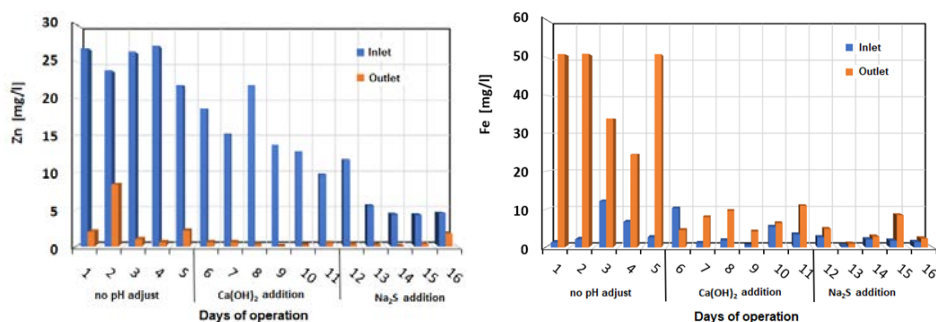 Zn [mg/l]
30
25
20
15
10
5
0
Inlet
Outlet
1 2 3 4 5 6 7 8 9 10 11 12 13 14 15 16
no pH adjust Ca(OH)₂ addition Na₂S addition
Days of operation
Fe [mg/l]
60
50
40
30
20
10
0
Inlet
Outlet
1 2 3 4 5 6 7 8 9 10 11 12 13 14 15 16
no pH adjust Ca(OH)₂ addition Na₂S addition
Days of operation